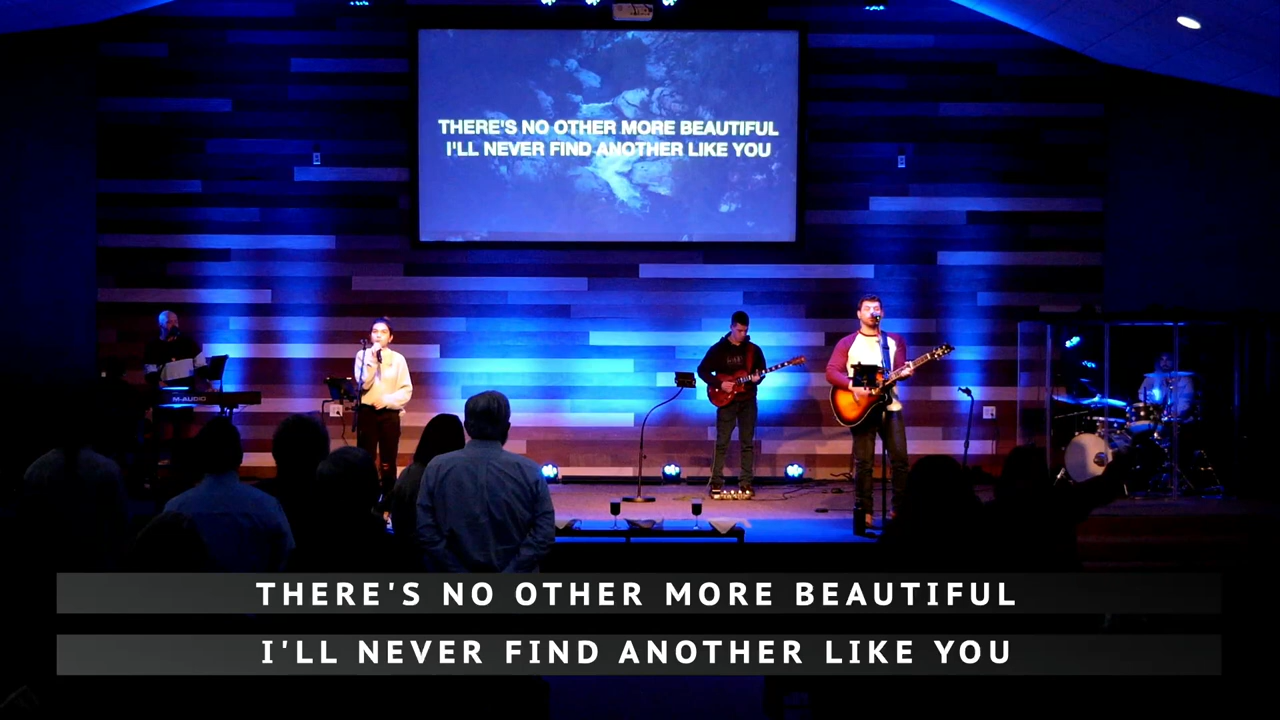 THERE'S NO OTHER MORE BEAUTIFUL
I'LL NEVER FIND ANOTHER LIKE YOU
M-AUDIO
THERE'S NO OTHER MORE BEAUTIFUL
I'LL NEVER FIND ANOTHER LIKE YOU